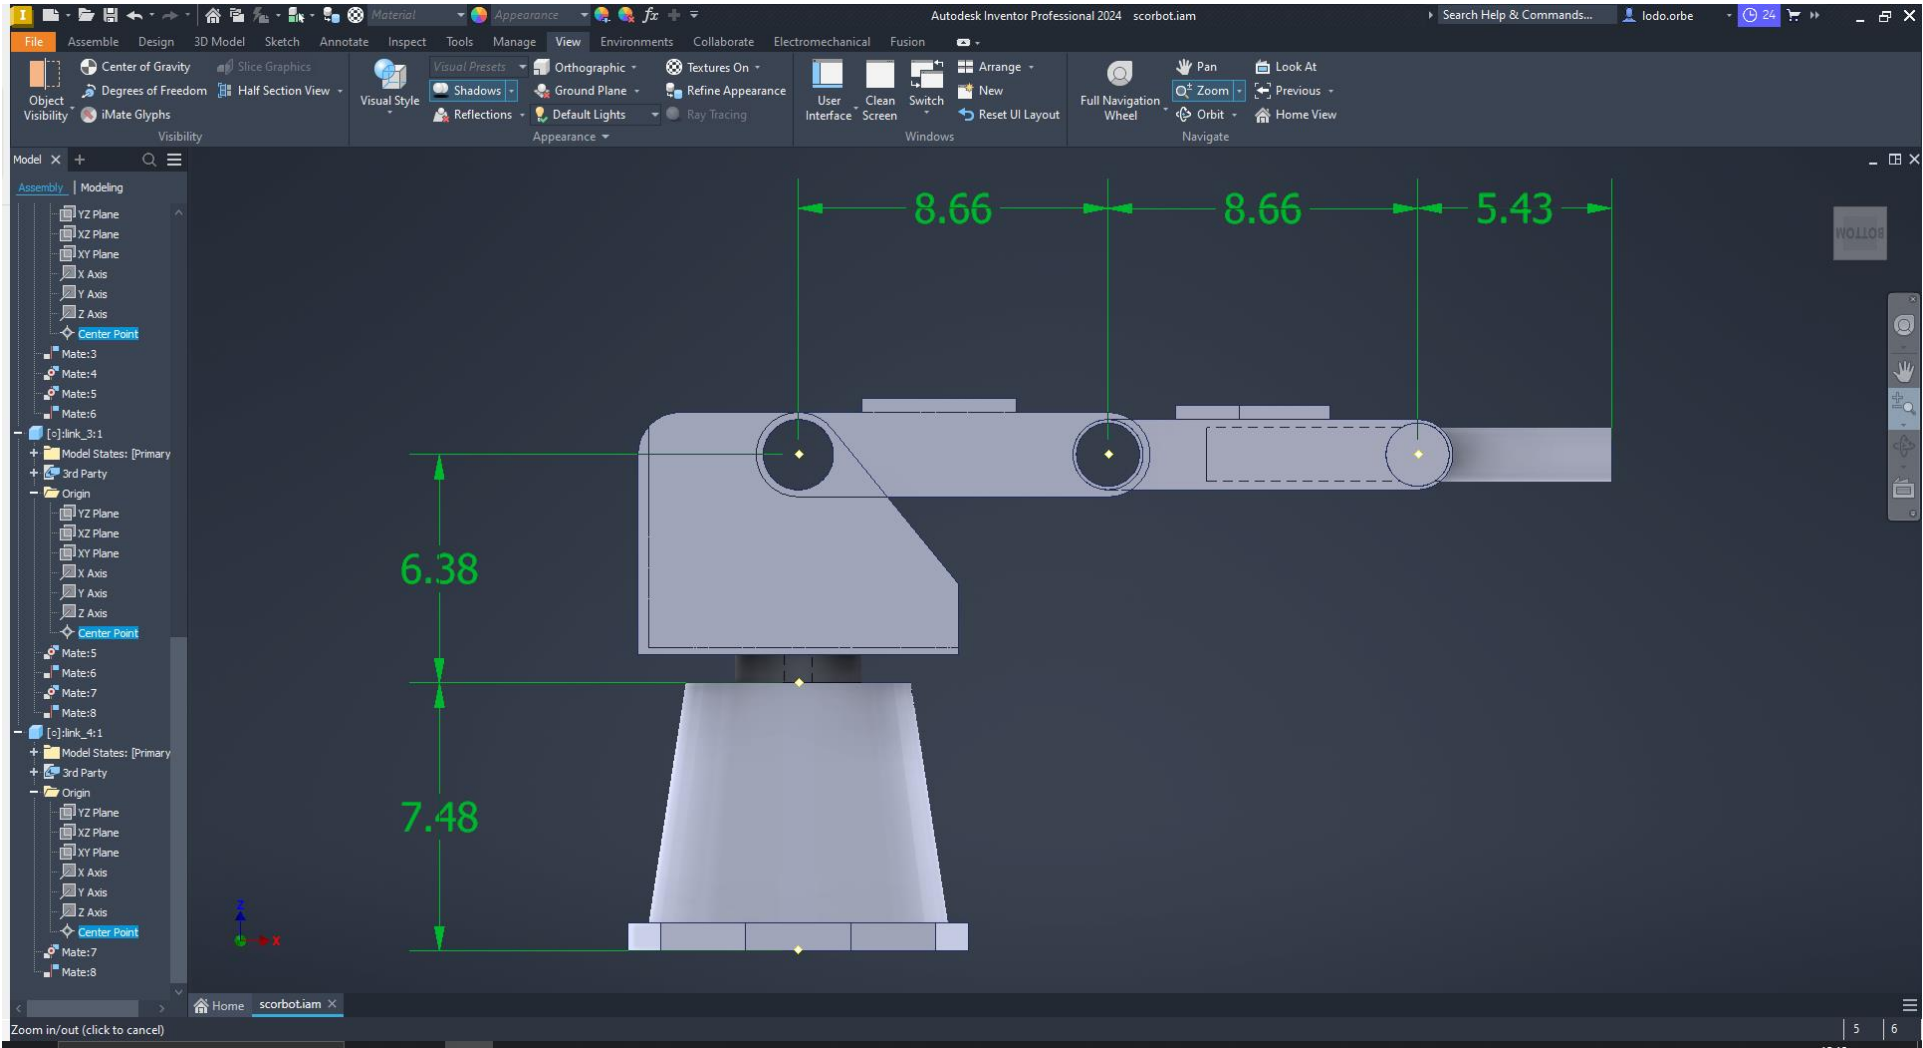 Material
Appearance
fx
Autodesk Inventor Professional 2024 scorbot.iam
Search Help & Commands...
lodo.orbe
24
File Assemble Design 3D Model Sketch Annotate Inspect Tools Manage View Environments Collaborate Electromechanical Fusion
Object Visibility
Center of Gravity
Degrees of Freedom
iMate Glyphs
Slice Graphics
Half Section View
Visibility
Visual Style
Visual Presets
Shadows
Reflections
Orthographic
Ground Plane
Default Lights
Textures On
Refine Appearance
Ray Tracing
Appearance
User Interface
Clean Screen
Switch
Arrange
New
Reset UI Layout
Windows
Full Navigation Wheel
Pan
Zoom
Orbit
Look At
Previous
Home View
Navigate
Model
Assembly Modeling
YZ Plane
XZ Plane
XY Plane
X Axis
Y Axis
Z Axis
Center Point
Mate:3
Mate:4
Mate:5
Mate:6
[o]:link_3:1
Model States: [Primary
3rd Party
Origin
YZ Plane
XZ Plane
XY Plane
X Axis
Y Axis
Z Axis
Center Point
Mate:5
Mate:6
Mate:7
Mate:8
[o]:link_4:1
Model States: [Primary
3rd Party
Origin
YZ Plane
XZ Plane
XY Plane
X Axis
Y Axis
Z Axis
Center Point
Mate:7
Mate:8
8.66
8.66
5.43
BOTTOM
6.38
7.48
Z
X
Home
scorbot.iam
Zoom in/out (click to cancel)
5
6